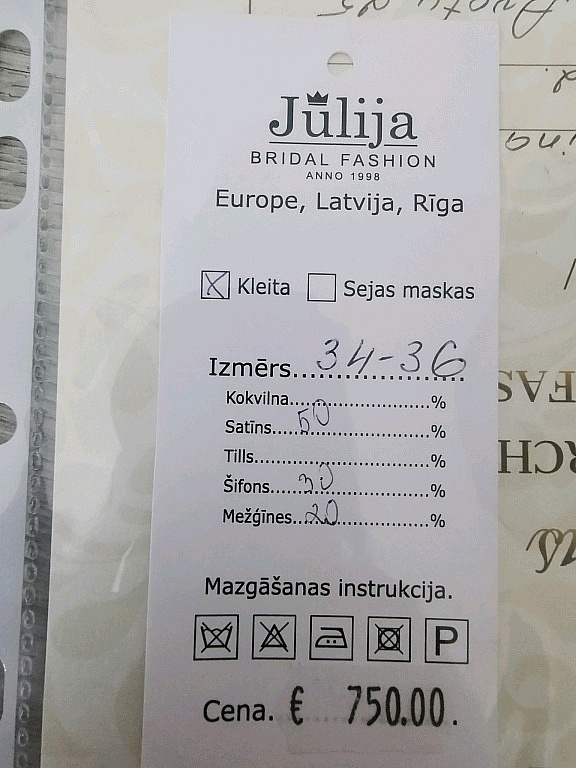 Jūlija
BRIDAL FASHION
ANNO 1998
Europe, Latvija, Rīga
Kleita Sejas maskas
Izmērs...34-36
Kokvilna...%
Satīns...50...%
Tills...%
Šifons...30...%
Mežģīnes...20...%
Mazgāšanas instrukcija.
P
Cena. € 750.00.